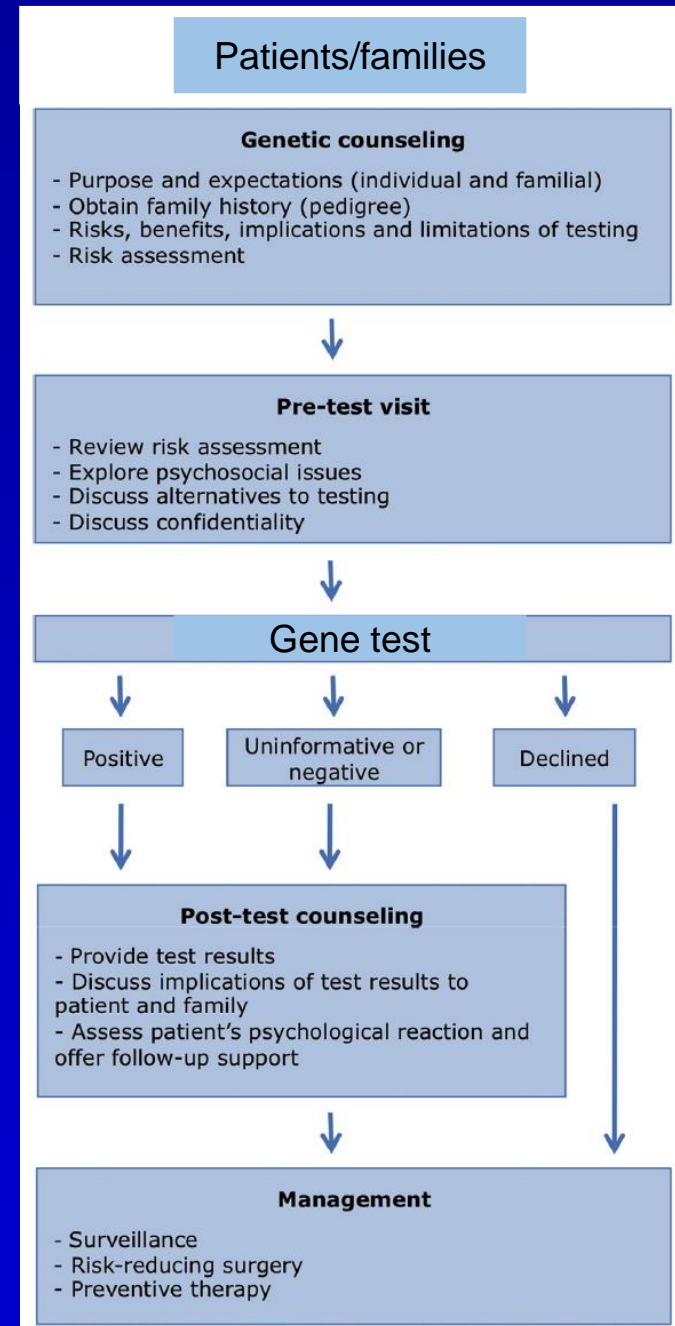 Patients/families
Genetic counseling
- Purpose and expectations (individual and familial)
- Obtain family history (pedigree)
- Risks, benefits, implications and limitations of testing
- Risk assessment
Pre-test visit
- Review risk assessment
- Explore psychosocial issues
- Discuss alternatives to testing
- Discuss confidentiality
Gene test
Positive
Uninformative or
negative
Declined
Post-test counseling
- Provide test results
- Discuss implications of test results to
patient and family
- Assess patient's psychological reaction and
offer follow-up support
Management
- Surveillance
- Risk-reducing surgery
- Preventive therapy